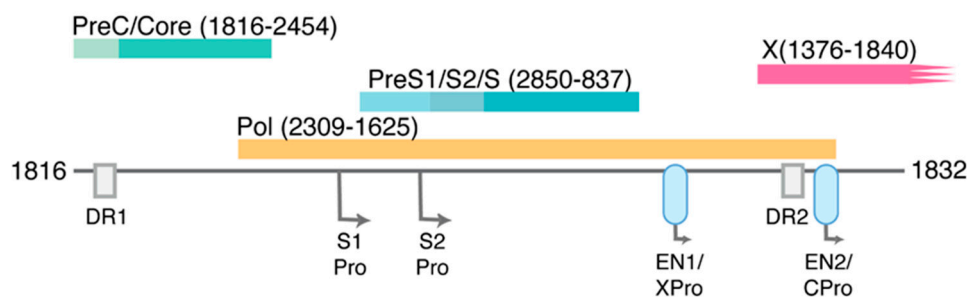 PreC/Core (1816-2454)
X(1376-1840)
PreS1/S2/S (2850-837)
Pol (2309-1625)
1816
1832
DR1
S1
Pro
S2
Pro
EN1/
XPro
DR2
EN2/
CPro